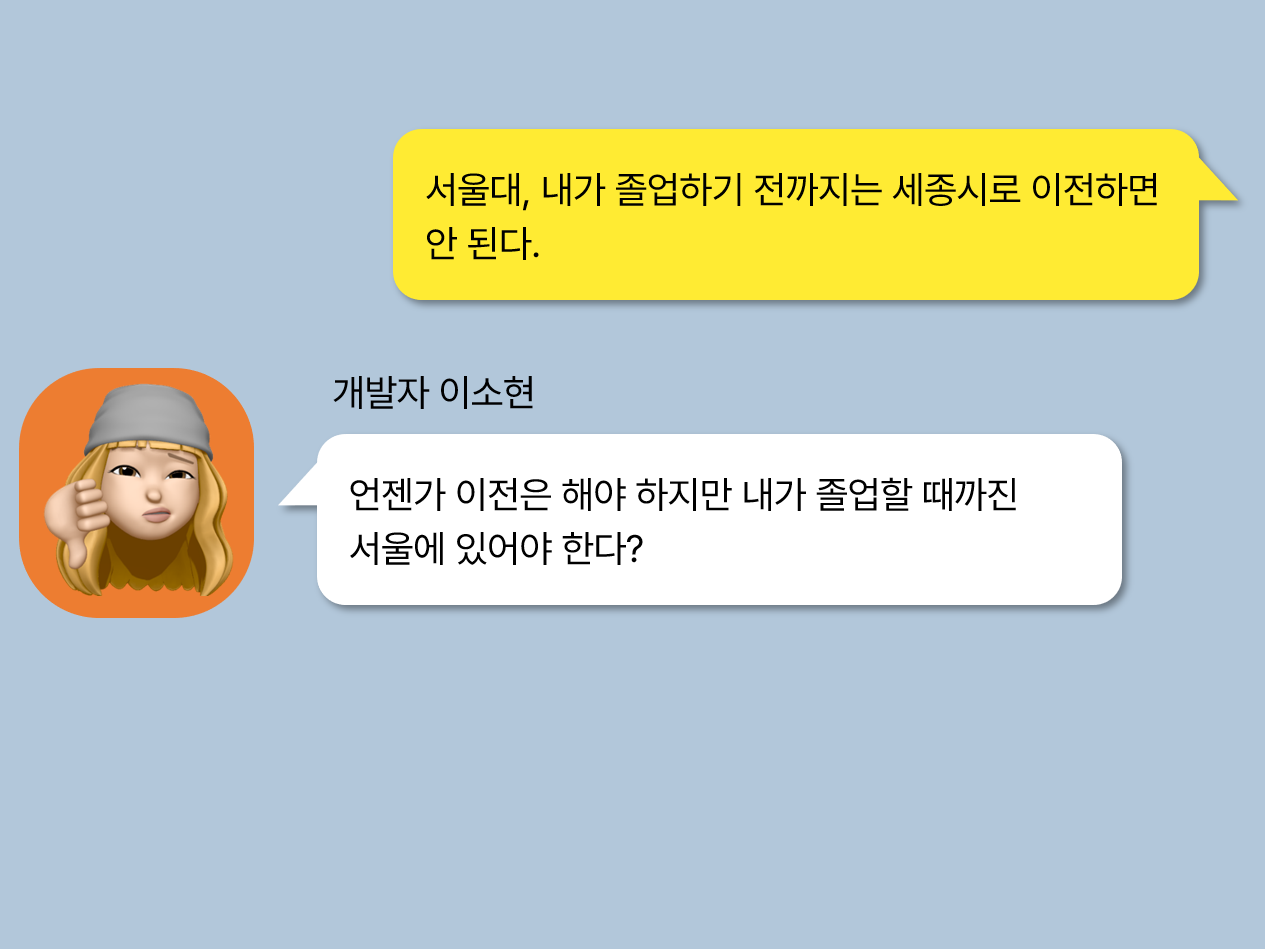 서울대, 내가 졸업하기 전까지는 세종시로 이전하면
안 된다.
개발자 이소현
언젠가 이전은 해야 하지만 내가 졸업할 때까진
서울에 있어야 한다?